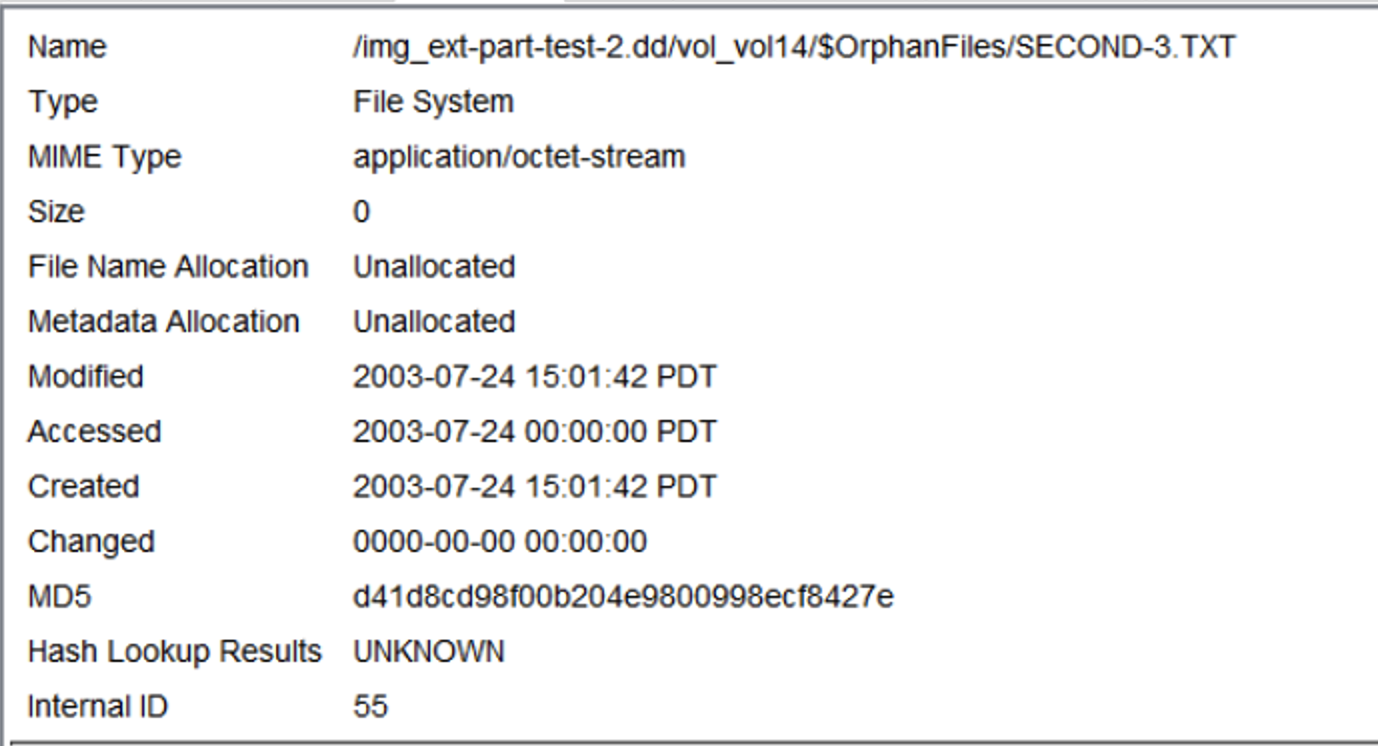 Name /img_ext-part-test-2.dd/vol_vol14/$OrphanFiles/SECOND-3.TXT
Type File System
MIME Type application/octet-stream
Size 0
File Name Allocation Unallocated
Metadata Allocation Unallocated
Modified 2003-07-24 15:01:42 PDT
Accessed 2003-07-24 00:00:00 PDT
Created 2003-07-24 15:01:42 PDT
Changed 0000-00-00 00:00:00
MD5 d41d8cd98f00b204e9800998ecf8427e
Hash Lookup Results UNKNOWN
Internal ID 55